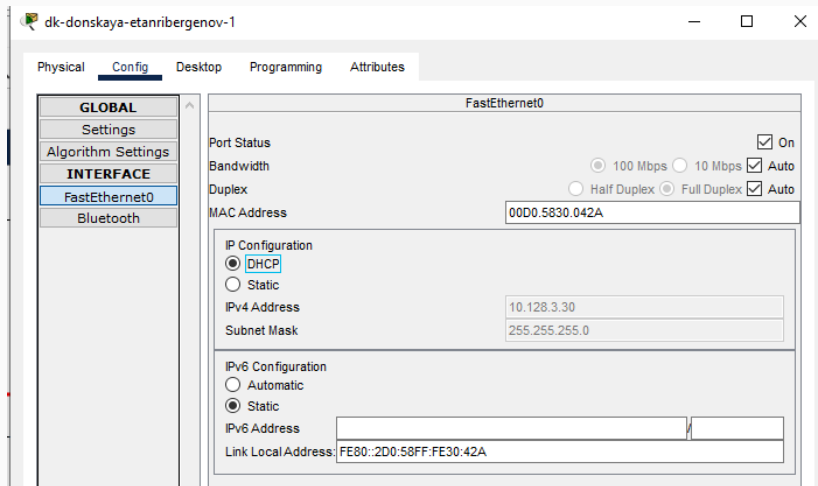 dk-donskaya-etanribergenov-1
Physical Config Desktop Programming Attributes
GLOBAL
Settings
Algorithm Settings
INTERFACE
FastEthernet0
Bluetooth
FastEthernet0
Port Status On
Bandwidth 100 Mbps 10 Mbps Auto
Duplex Half Duplex Full Duplex Auto
MAC Address 00D0.5830.042A
IP Configuration
DHCP
Static
IPv4 Address 10.128.3.30
Subnet Mask 255.255.255.0
IPv6 Configuration
Automatic
Static
IPv6 Address /
Link Local Address: FE80::2D0:58FF:FE30:42A